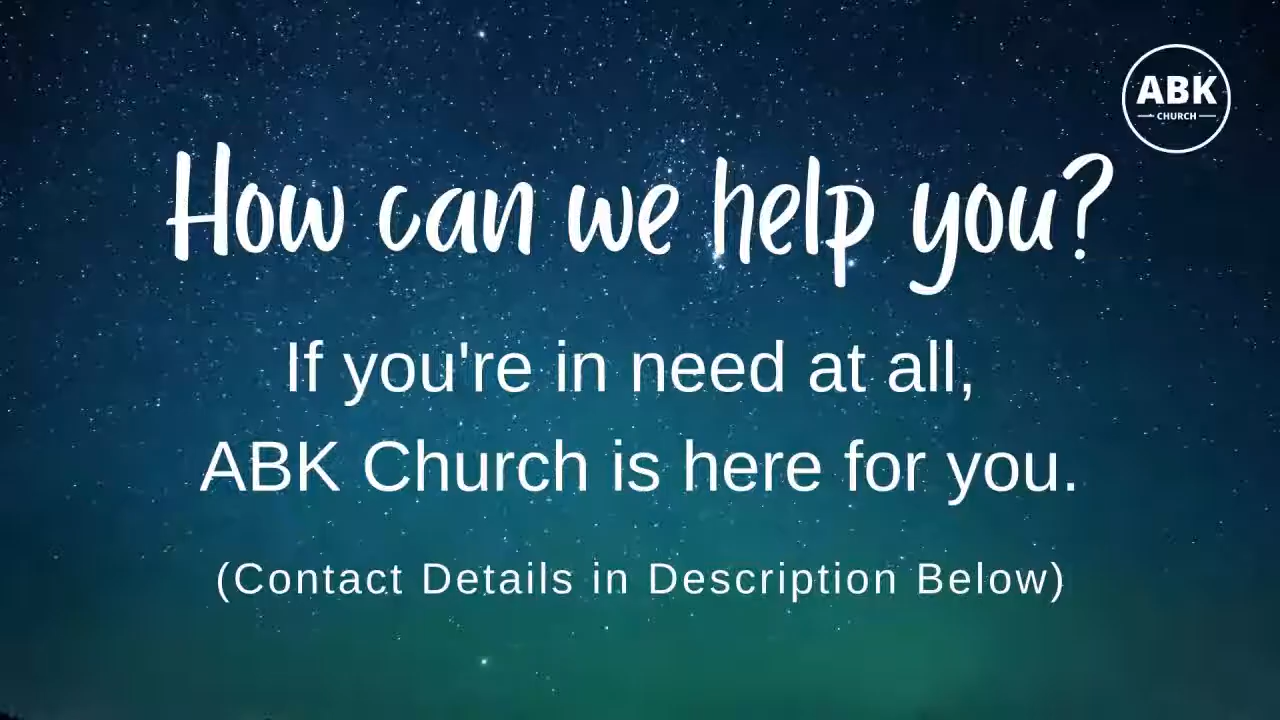 ABK
CHURCH
How can we help you?
If you're in need at all,
ABK Church is here for you.
(Contact Details in Description Below)